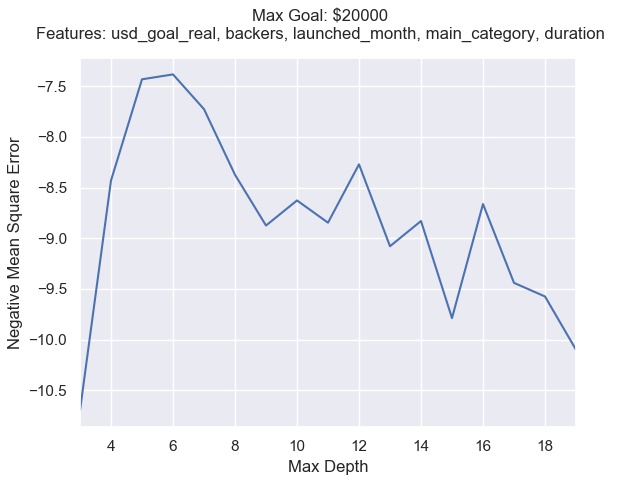 Max Goal: $20000
Features: usd_goal_real, backers, launched_month, main_category, duration
Negative Mean Square Error
−7.5
−8.0
−8.5
−9.0
−9.5
−10.0
−10.5
4 6 8 10 12 14 16 18
Max Depth